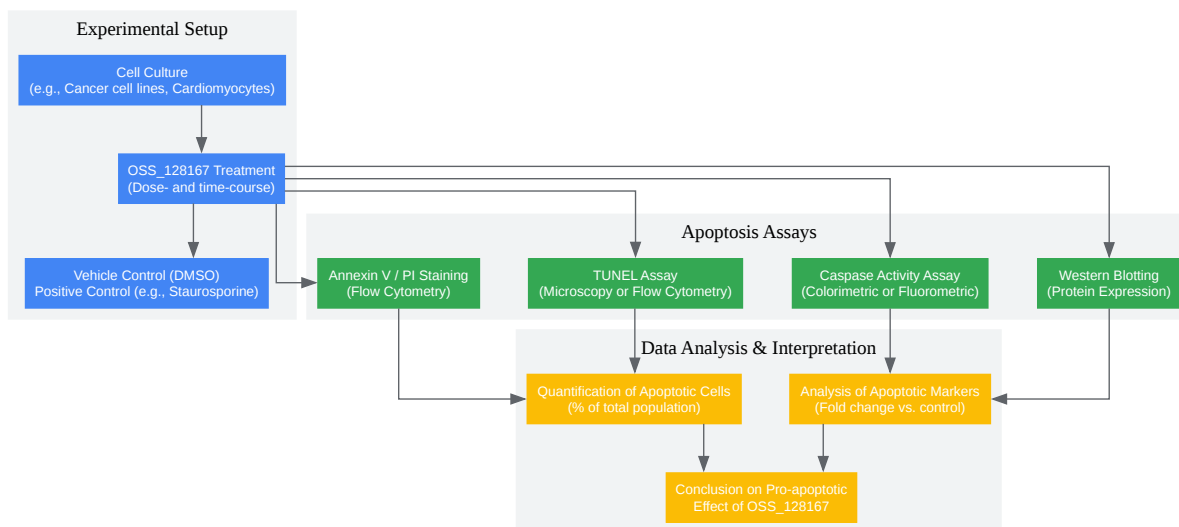 Experimental Setup
Cell Culture
(e.g., Cancer cell lines, Cardiomyocytes)
OSS_128167 Treatment
(Dose- and time-course)
Vehicle Control (DMSO)
Positive Control (e.g., Staurosporine)
Apoptosis Assays
Annexin V / PI Staining
(Flow Cytometry)
TUNEL Assay
(Microscopy or Flow Cytometry)
Caspase Activity Assay
(Colorimetric or Fluorometric)
Western Blotting
(Protein Expression)
Data Analysis & Interpretation
Quantification of Apoptotic Cells
(% of total population)
Analysis of Apoptotic Markers
(Fold change vs. control)
Conclusion on Pro-apoptotic
Effect of OSS_128167